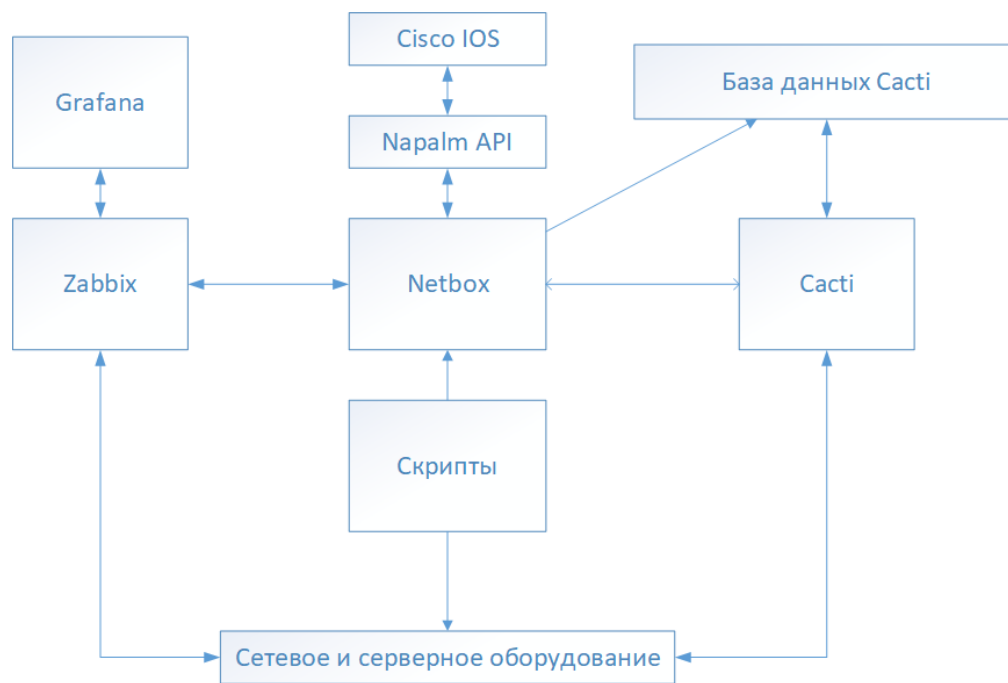 Cisco IOS
Grafana
База данных Cacti
Napalm API
Zabbix
Netbox
Cacti
Скрипты
Сетевое и серверное оборудование